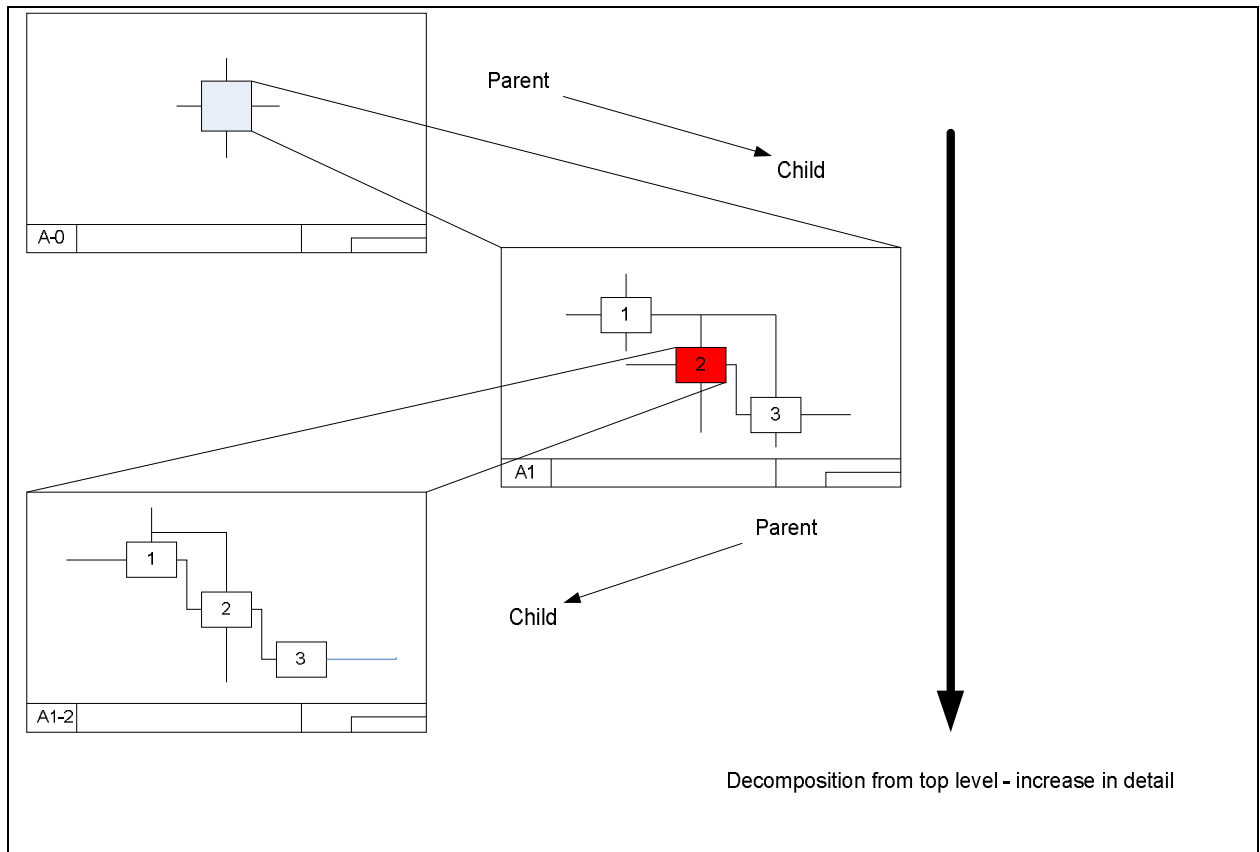 Parent
Child
A-0
1
2
3
A1
Parent
Child
1
2
3
A1-2
Decomposition from top level - increase in detail